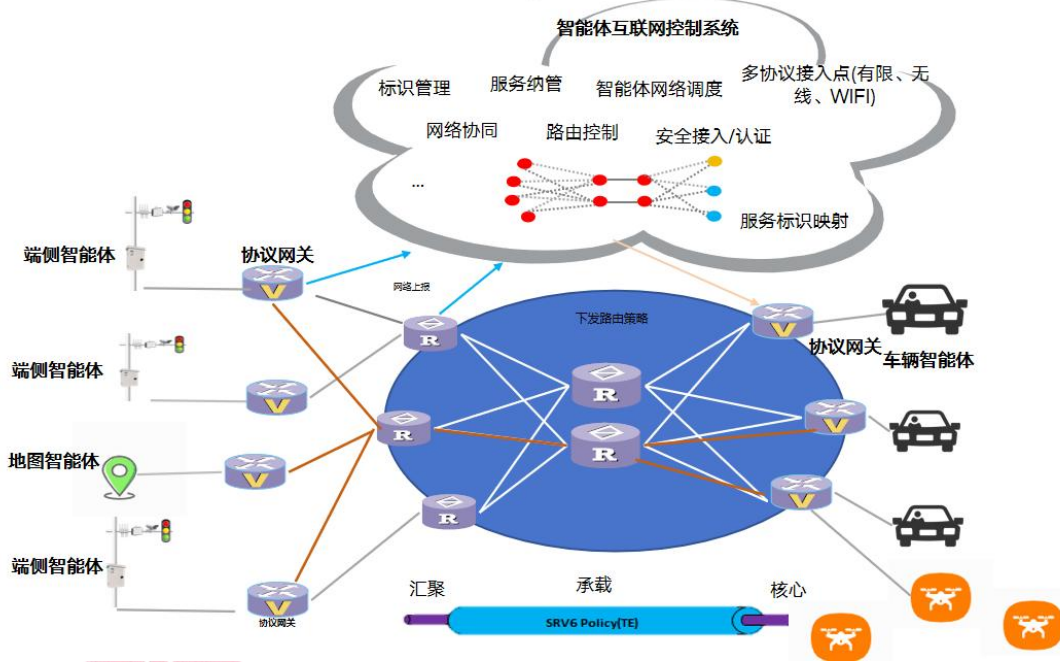 智能体互联网控制系统
标识管理
服务纳管
智能体网络调度
多协议接入点(有限、无
线、WIFI)
网络协同
路由控制
安全接入/认证
...
服务标识映射
端侧智能体
协议网关
网络上报
下发路由策略
R
V
V
协议网关
车辆智能体
端侧智能体
V
R
R
V
地图智能体
V
R
V
R
端侧智能体
V
协议网关
汇聚
承载
核心
SRV6 Policy(TE)